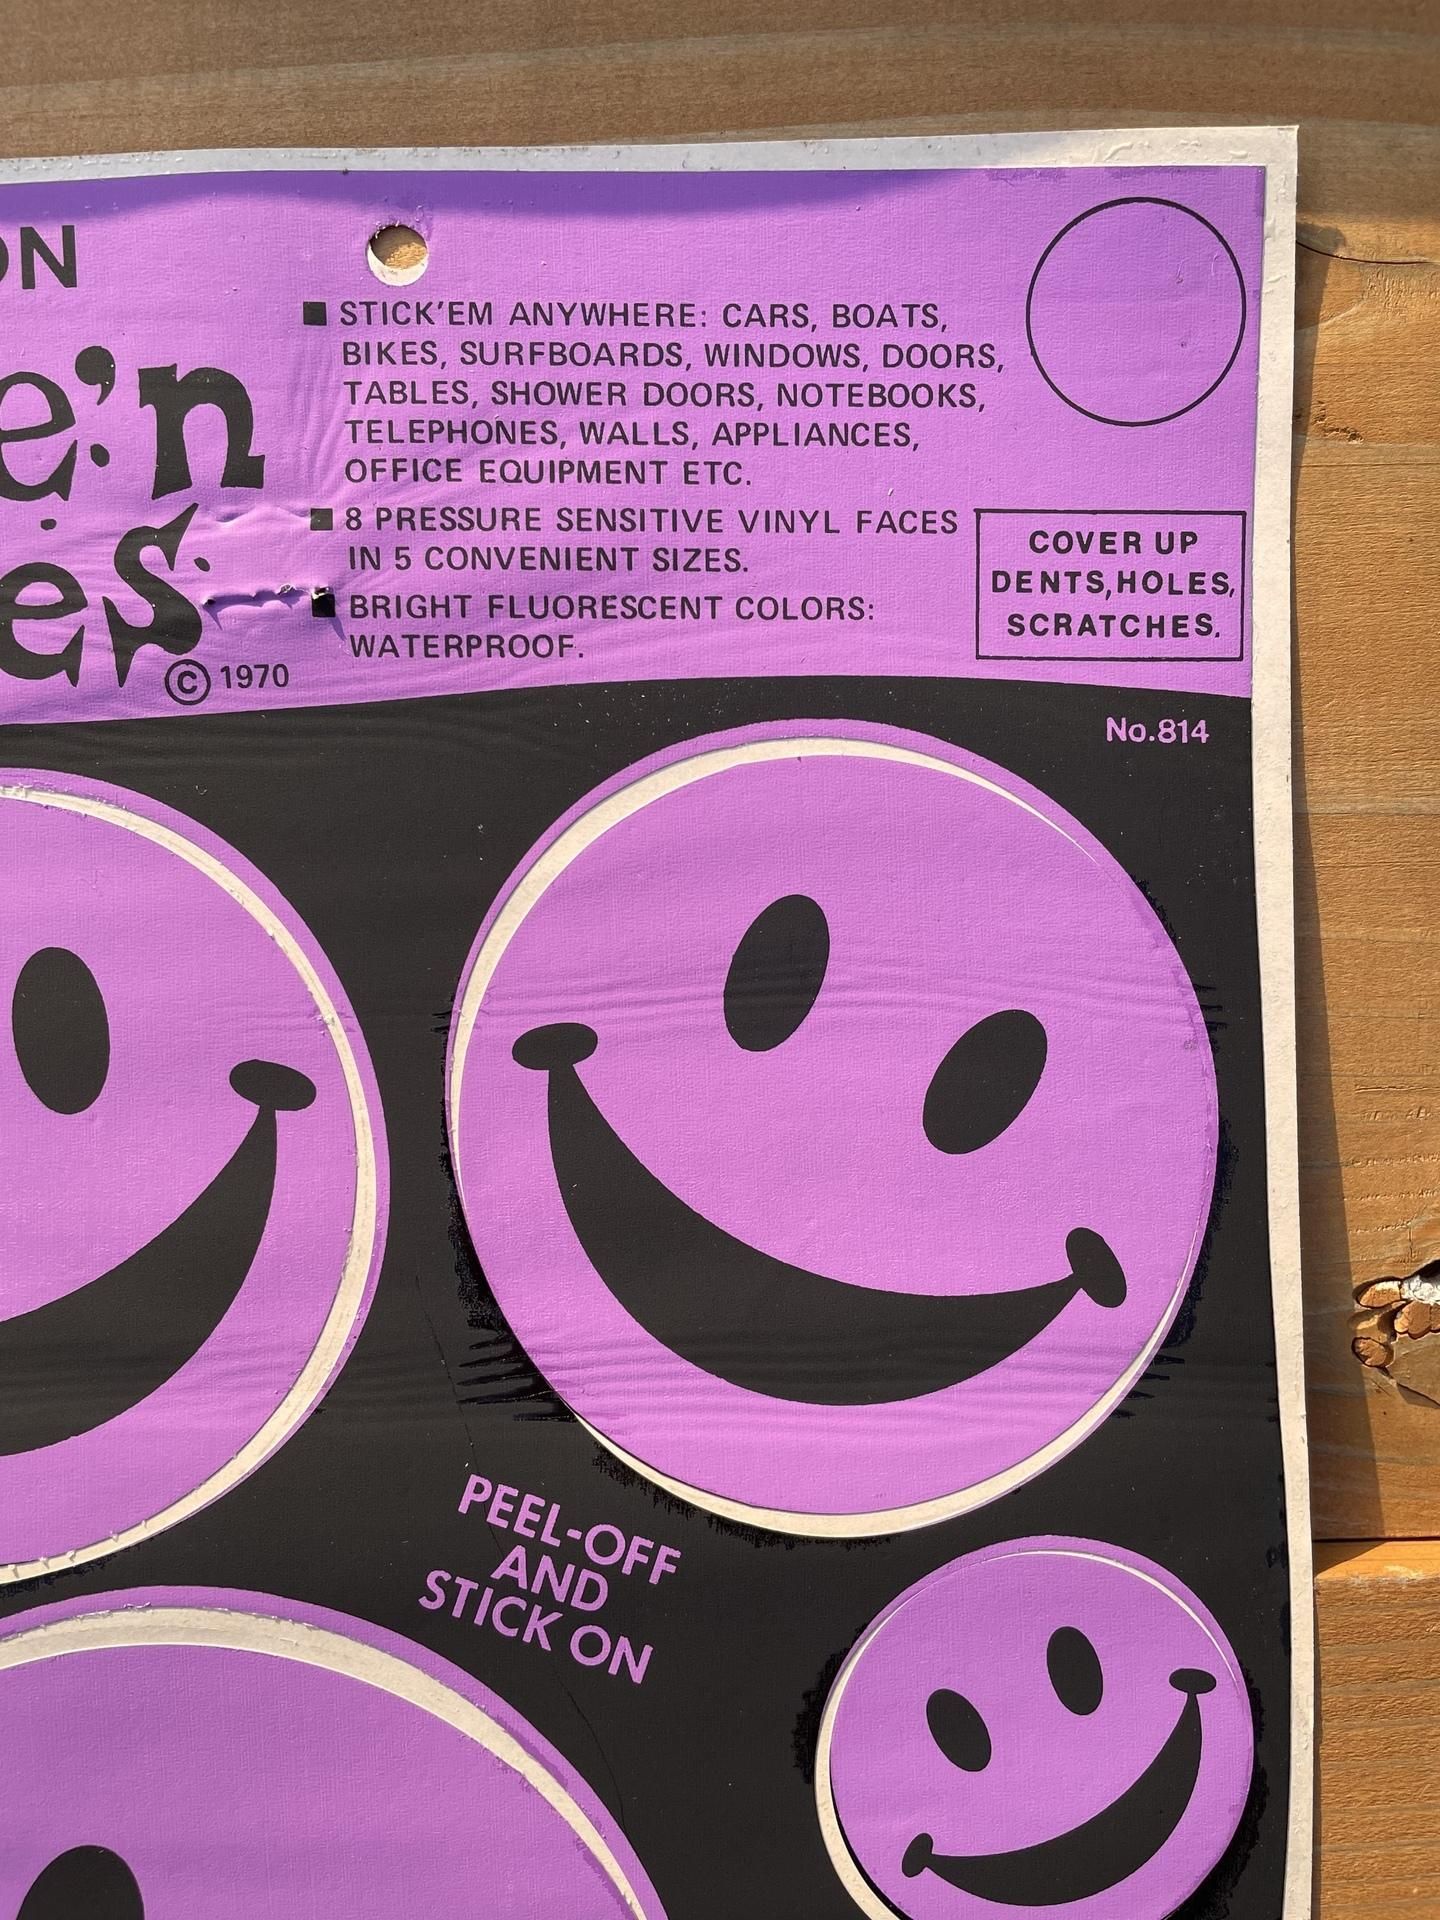 ON
e'n
es
© 1970
■ STICK'EM ANYWHERE: CARS, BOATS,
BIKES, SURFBOARDS, WINDOWS, DOORS,
TABLES, SHOWER DOORS, NOTEBOOKS,
TELEPHONES, WALLS, APPLIANCES,
OFFICE EQUIPMENT ETC.
■ 8 PRESSURE SENSITIVE VINYL FACES
IN 5 CONVENIENT SIZES.
■ BRIGHT FLUORESCENT COLORS:
WATERPROOF.
COVER UP
DENTS,HOLES,
SCRATCHES.
No.814
PEEL-OFF
AND
STICK ON